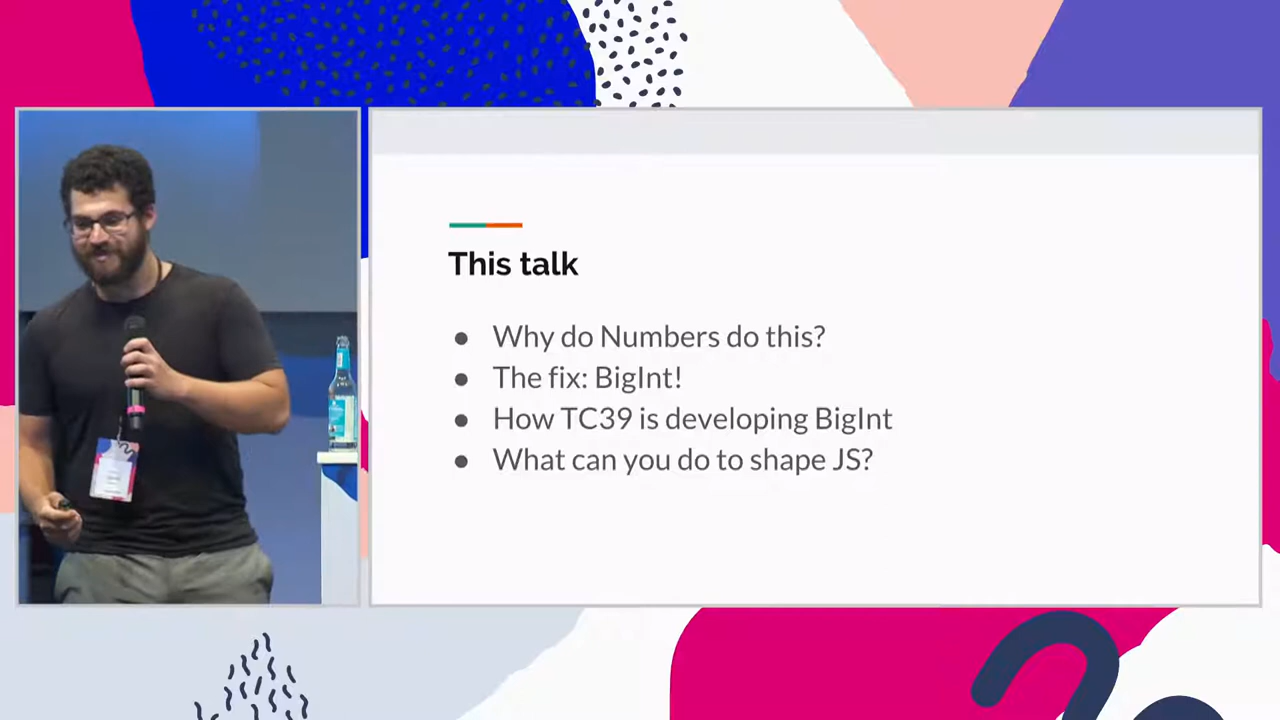 This talk
Why do Numbers do this?
The fix: BigInt!
How TC39 is developing BigInt
What can you do to shape JS?